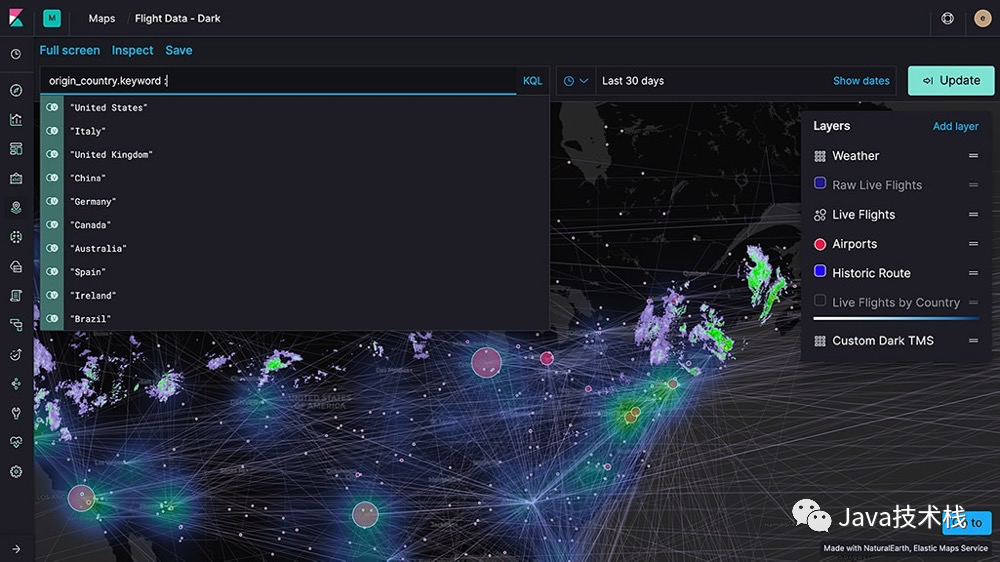 M
Maps / Flight Data - Dark
e
Full screen Inspect Save
origin_country.keyword :
KQL
Last 30 days
Show dates
Update
"United States"
"Italy"
"United Kingdom"
"China"
"Germany"
"Canada"
"Australia"
"Spain"
"Ireland"
"Brazil"
Layers
Add layer
Weather
Raw Live Flights
Live Flights
Airports
Historic Route
Live Flights by Country
Custom Dark TMS
UNITED STATES
OF AMERICA
Java技术栈
to
Made with NaturalEarth, Elastic Maps Service